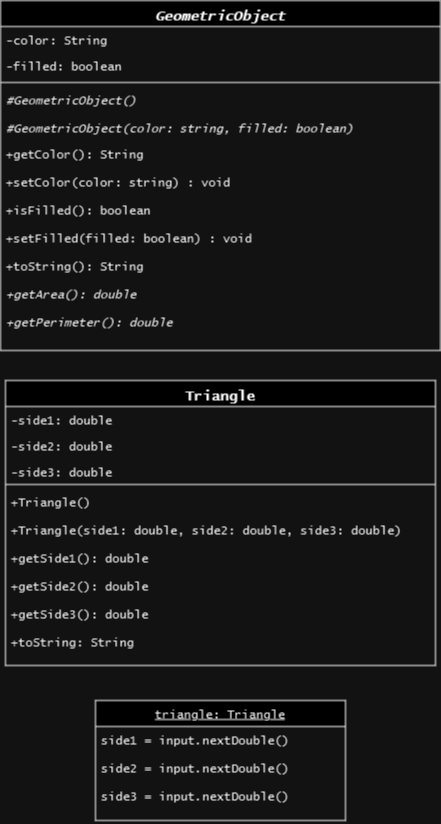 GeometricObject
-color: String
-filled: boolean
#GeometricObject()
#GeometricObject(color: string, filled: boolean)
+getColor(): String
+setColor(color: string) : void
+isFilled(): boolean
+setFilled(filled: boolean) : void
+toString(): String
+getArea(): double
+getPerimeter(): double
Triangle
-side1: double
-side2: double
-side3: double
+Triangle()
+Triangle(side1: double, side2: double, side3: double)
+getSide1(): double
+getSide2(): double
+getSide3(): double
+toString: String
triangle: Triangle
side1 = input.nextDouble()
side2 = input.nextDouble()
side3 = input.nextDouble()